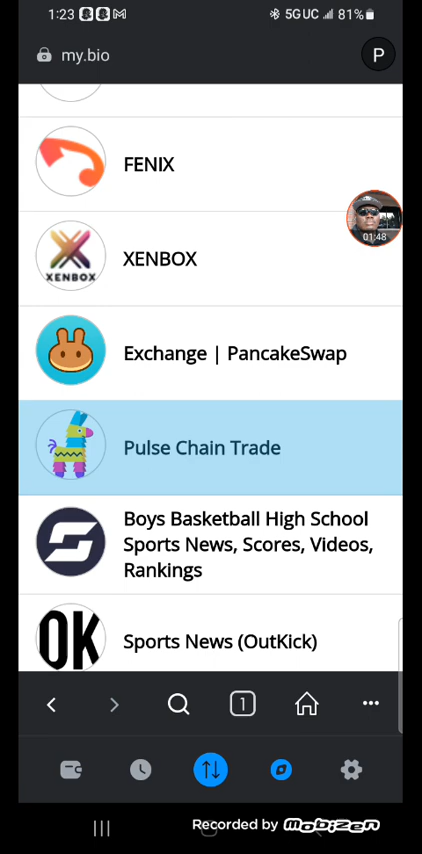 1:23
5G UC 81%
my.bio
P
FENIX
01:48
XENBOX
XENBOX
Exchange | PancakeSwap
Pulse Chain Trade
Boys Basketball High School
Sports News, Scores, Videos,
Rankings
OK
Sports News (OutKick)
1
Recorded by MOBIZEN